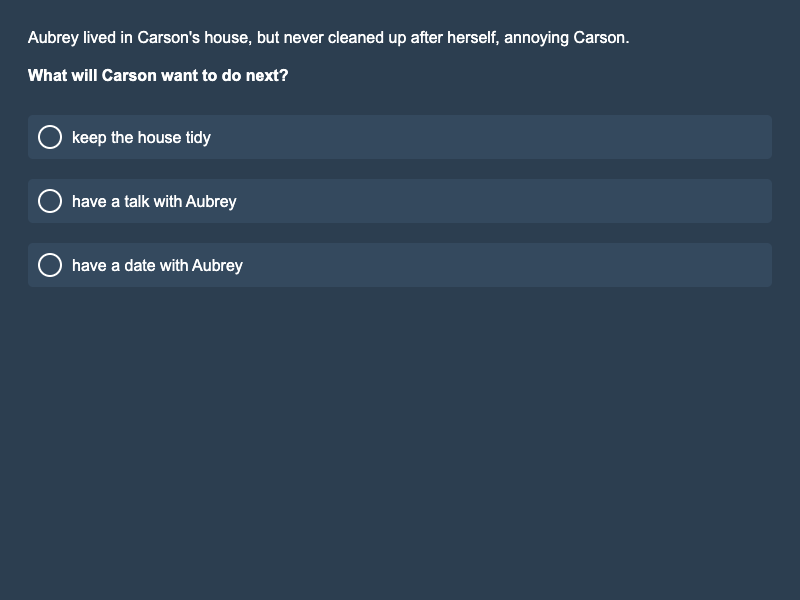 Aubrey lived in Carson's house, but never cleaned up after herself, annoying Carson.
What will Carson want to do next?
keep the house tidy
have a talk with Aubrey
have a date with Aubrey